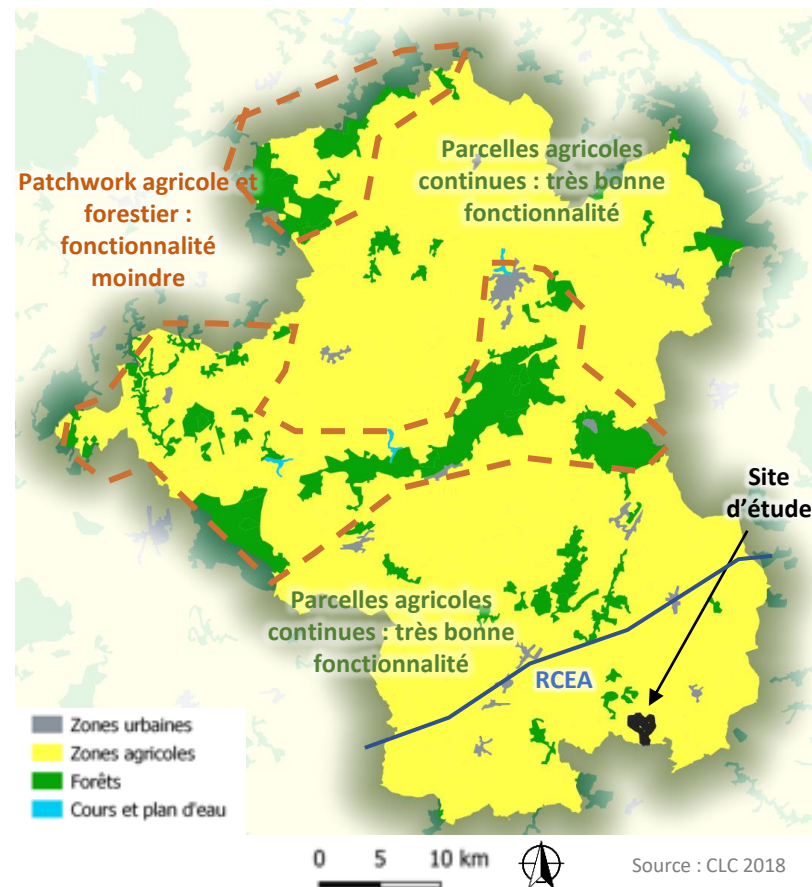 Parcelles agricoles
continues : très bonne
fonctionnalité
Patchwork agricole et
forestier :
fonctionnalité
moindre
Site
d'étude
Parcelles agricoles
continues : très bonne
fonctionnalité
RCEA
Zones urbaines
Zones agricoles
Forêts
Cours et plan d'eau
0 5 10 km
Source : CLC 2018